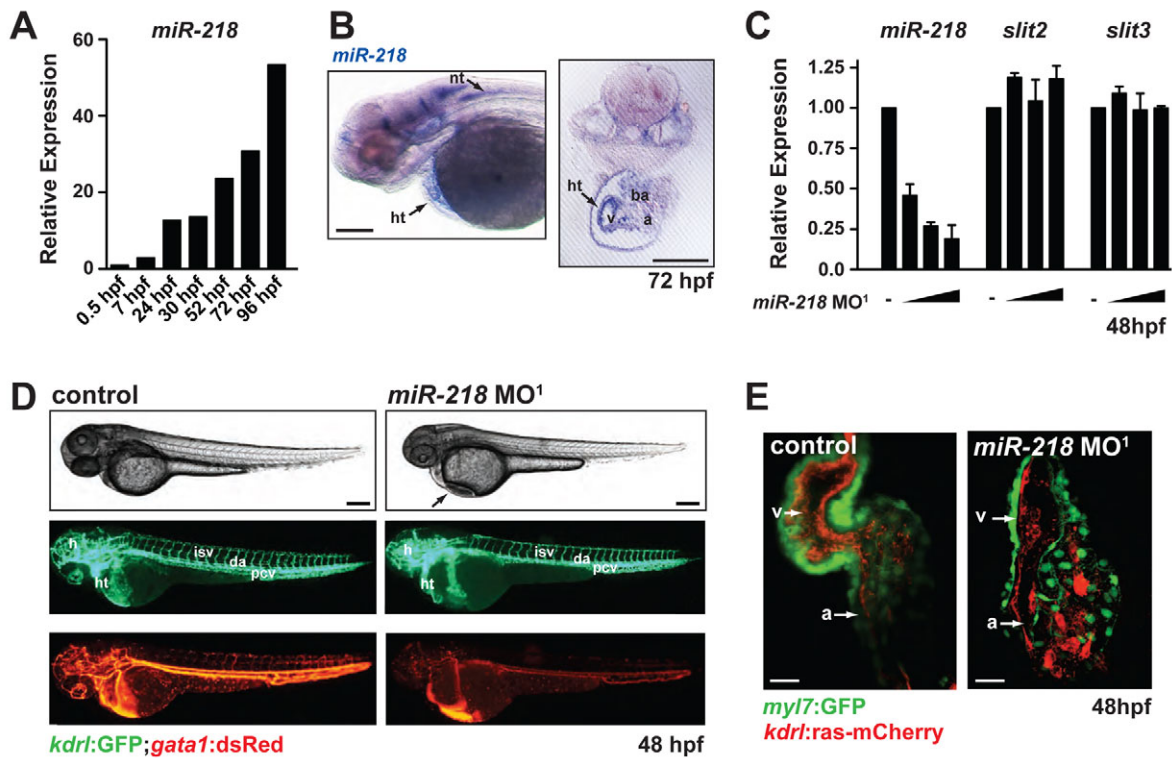 A
miR-218
Relative Expression
60
40
20
0
0.5 hpf
7 hpf
24 hpf
30 hpf
52 hpf
72 hpf
96 hpf
B
miR-218
nt
ht
ht
ba
v
a
72 hpf
C
miR-218 slit2 slit3
Relative Expression
1.25
1.00
0.75
0.50
0.25
0.0
miR-218 MO¹ - - -
48hpf
D
control
miR-218 MO¹
h
isv
da
pcv
ht
h
isv
da
pcv
ht
kdrl:GFP;gata1:dsRed
48 hpf
E
control
v
a
miR-218 MO¹
v
a
myl7:GFP
kdrl:ras-mCherry
48hpf